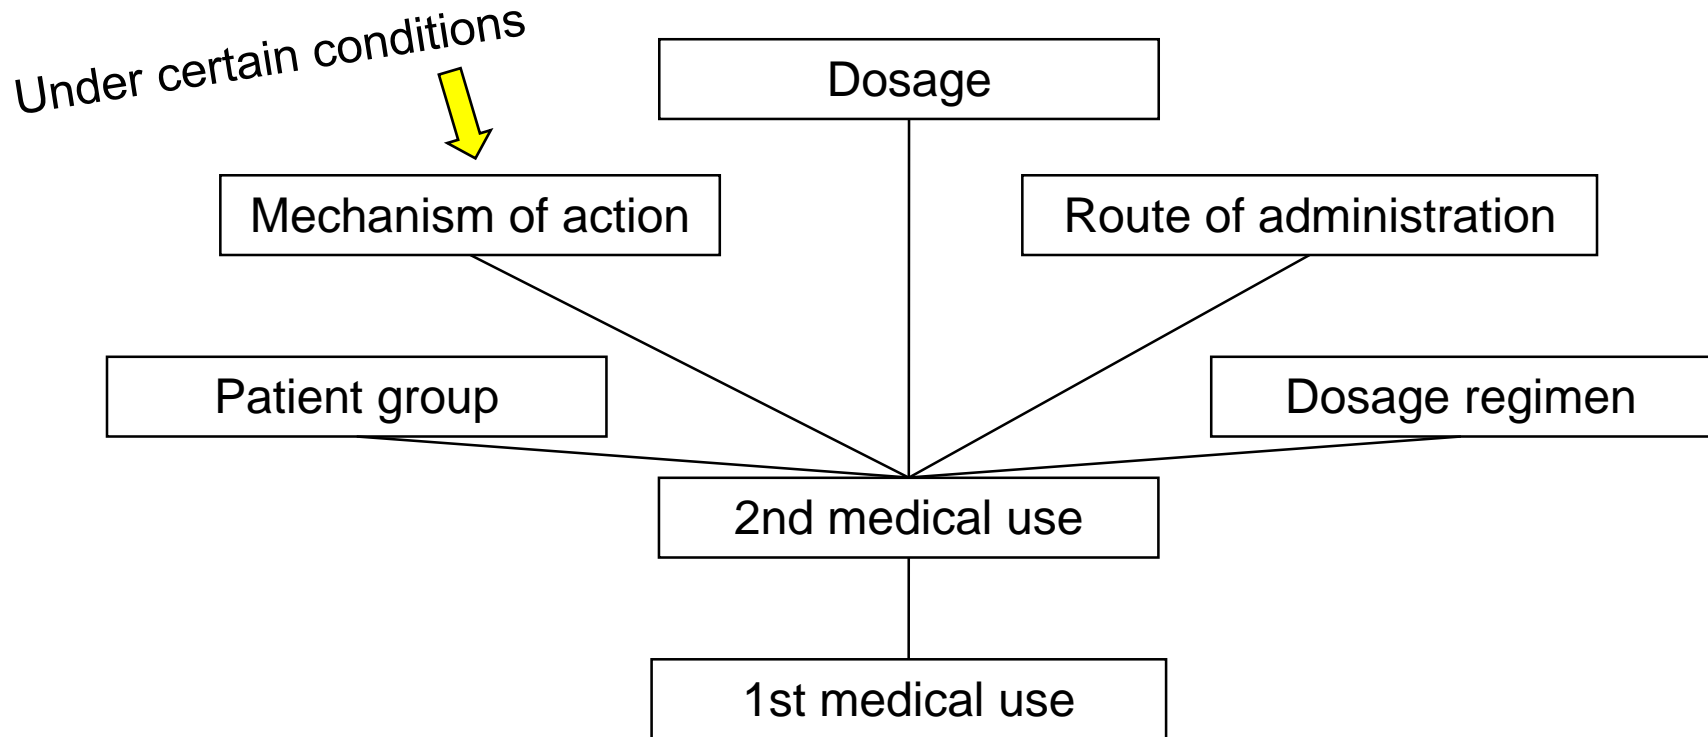 Under certain conditions
Dosage
Mechanism of action
Route of administration
Patient group
Dosage regimen
2nd medical use
1st medical use